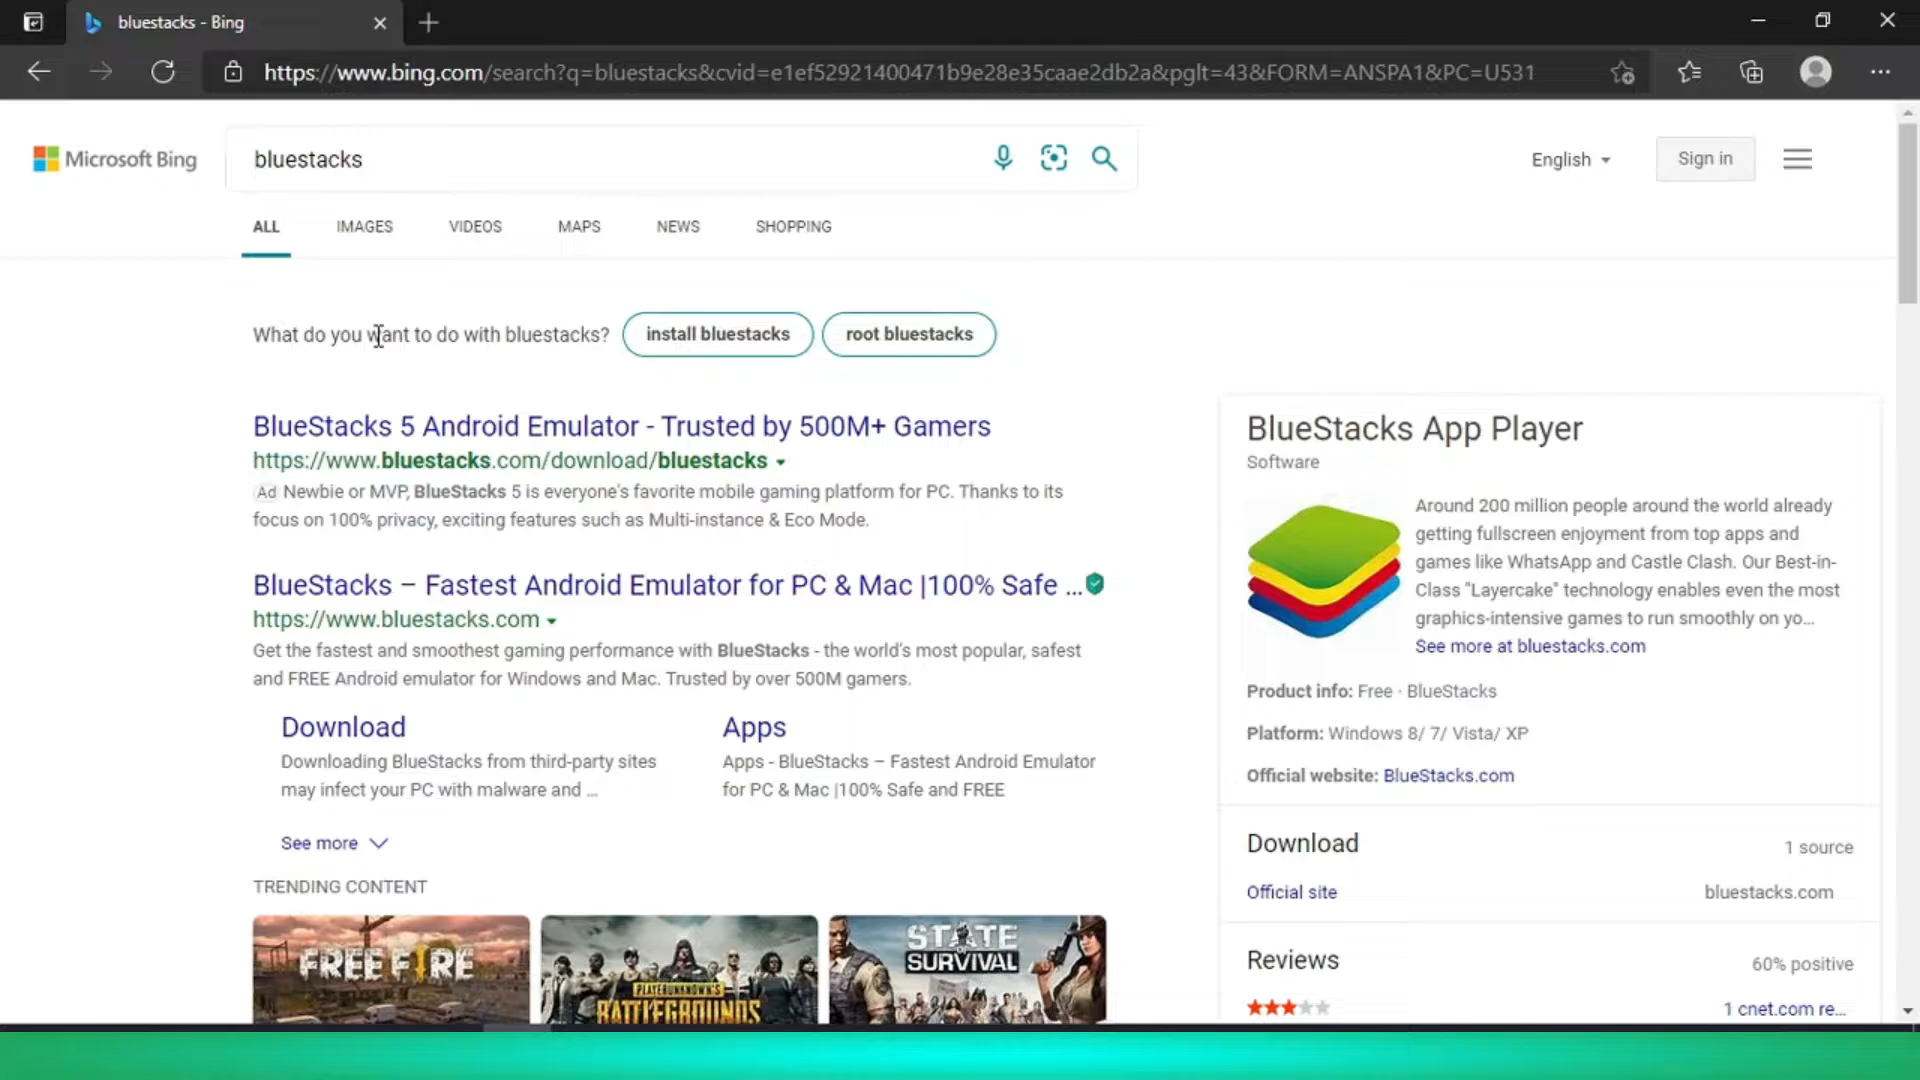 bluestacks - Bing
https://www.bing.com/search?q=bluestacks&cvid=e1ef52921400471b9e28e35caae2db2a&pglt=43&FORM=ANSPA1&PC=U531
Microsoft Bing
bluestacks
English
Sign in
ALL
IMAGES
VIDEOS
MAPS
NEWS
SHOPPING
What do you want to do with bluestacks?
install bluestacks
root bluestacks
BlueStacks 5 Android Emulator - Trusted by 500M+ Gamers
https://www.bluestacks.com/download/bluestacks
Ad Newbie or MVP, BlueStacks 5 is everyone's favorite mobile gaming platform for PC. Thanks to its
focus on 100% privacy, exciting features such as Multi-instance & Eco Mode.
BlueStacks – Fastest Android Emulator for PC & Mac |100% Safe ...
https://www.bluestacks.com
Get the fastest and smoothest gaming performance with BlueStacks - the world's most popular, safest
and FREE Android emulator for Windows and Mac. Trusted by over 500M gamers.
Download
Downloading BlueStacks from third-party sites
may infect your PC with malware and ...
Apps
Apps - BlueStacks – Fastest Android Emulator
for PC & Mac |100% Safe and FREE
See more
TRENDING CONTENT
FREE FIRE
PLAYERUNKNOWN'S
BATTLEGROUNDS
STATE
OF
SURVIVAL
BlueStacks App Player
Software
Around 200 million people around the world already
getting fullscreen enjoyment from top apps and
games like WhatsApp and Castle Clash. Our Best-in-
Class "Layercake" technology enables even the most
graphics-intensive games to run smoothly on yo...
See more at bluestacks.com
Product info: Free · BlueStacks
Platform: Windows 8/ 7/ Vista/ XP
Official website: BlueStacks.com
Download
1 source
Official site
bluestacks.com
Reviews
60% positive
1 cnet.com re...